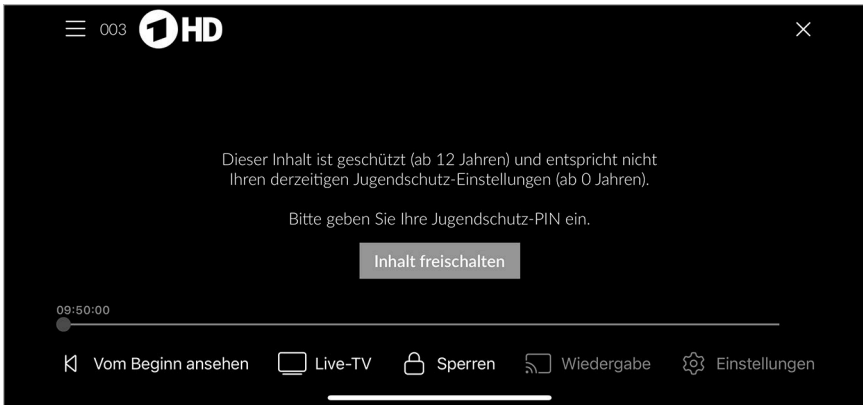 003 1 HD
Dieser Inhalt ist geschützt (ab 12 Jahren) und entspricht nicht
Ihren derzeitigen Jugendschutz-Einstellungen (ab 0 Jahren).
Bitte geben Sie Ihre Jugendschutz-PIN ein.
Inhalt freischalten
09:50:00
Vom Beginn ansehen Live-TV Sperren Wiedergabe Einstellungen